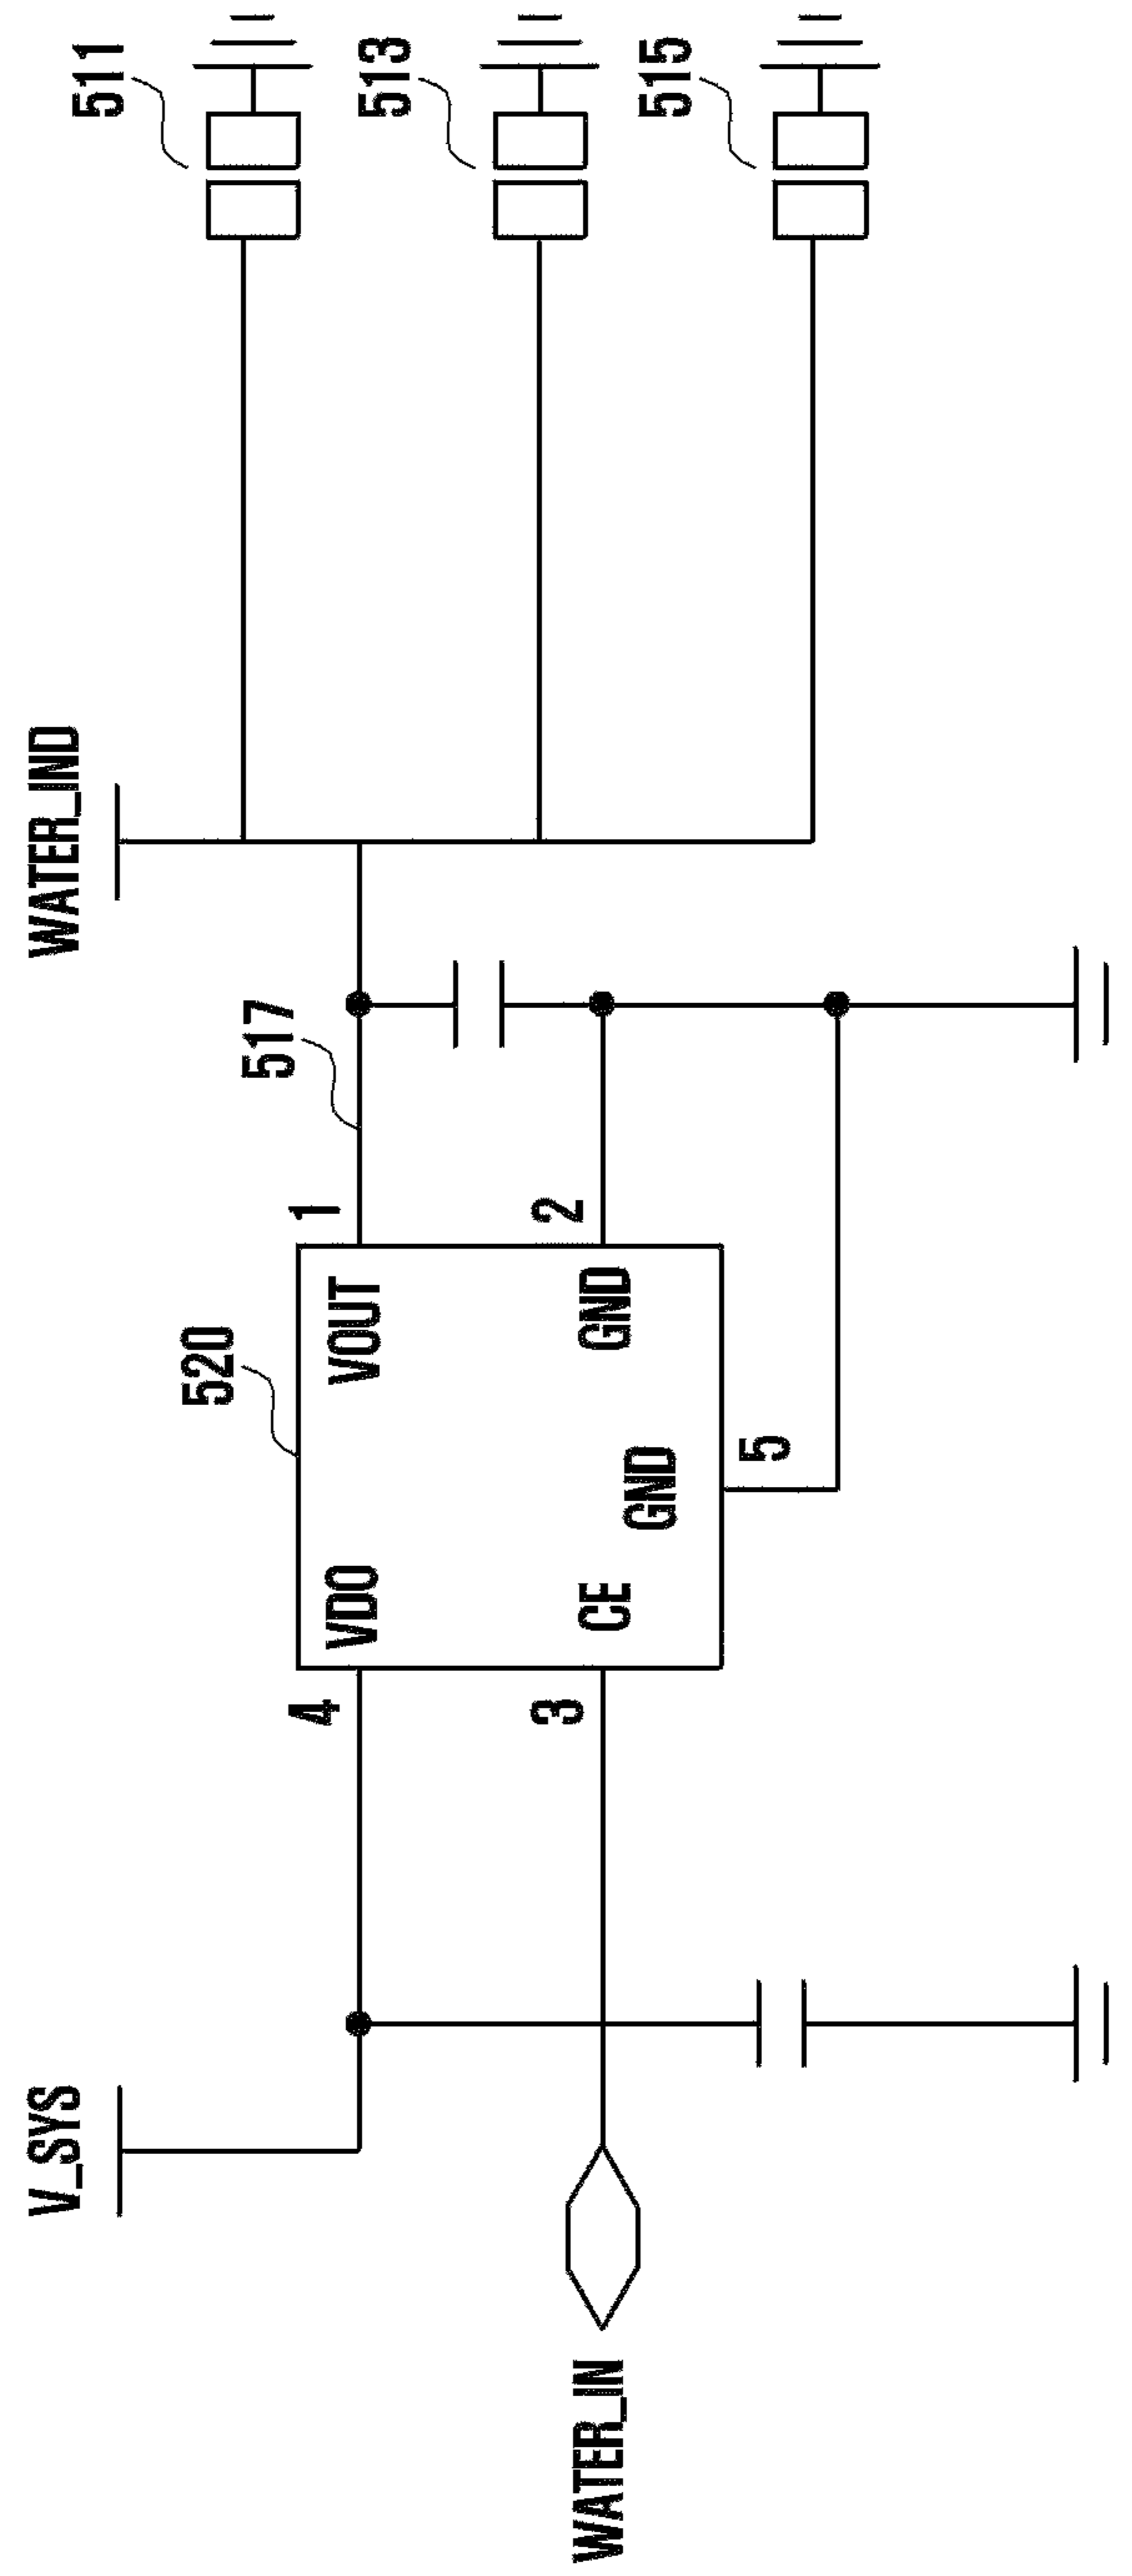 V_SYS
WATER_IND
511
520
517
4
1
VDO
VOUT
513
3
2
WATER_IN
CE
GND
GND
515
5